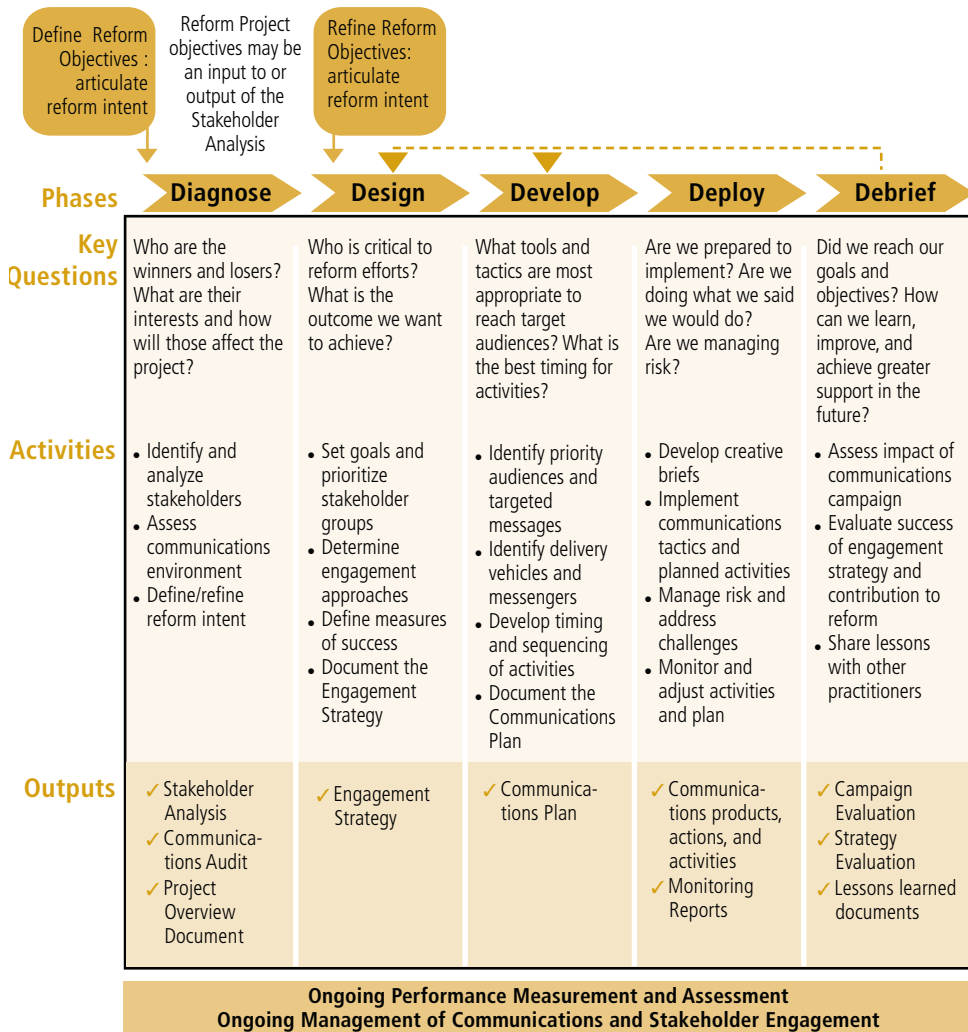 Define Reform
Objectives :
articulate
reform intent
Reform Project
objectives may be
an input to or
output of the
Stakeholder
Analysis
Refine Reform
Objectives:
articulate
reform intent
Phases
Diagnose
Design
Develop
Deploy
Debrief
Key
Questions
Who are the
winners and losers?
What are their
interests and how
will those affect the
project?
Who is critical to
reform efforts?
What is the
outcome we want
to achieve?
What tools and
tactics are most
appropriate to
reach target
audiences? What is
the best timing for
activities?
Are we prepared to
implement? Are we
doing what we said
we would do?
Are we managing
risk?
Did we reach our
goals and
objectives? How
can we learn,
improve, and
achieve greater
support in the
future?
Activities
• Identify and
analyze
stakeholders
• Assess
communications
environment
• Define/refine
reform intent
• Set goals and
prioritize
stakeholder
groups
• Determine
engagement
approaches
• Define measures
of success
• Document the
Engagement
Strategy
• Identify priority
audiences and
targeted
messages
• Identify delivery
vehicles and
messengers
• Develop timing
and sequencing
of activities
• Document the
Communications
Plan
• Develop creative
briefs
• Implement
communications
tactics and
planned activities
• Manage risk and
address
challenges
• Monitor and
adjust activities
and plan
• Assess impact of
communications
campaign
• Evaluate success
of engagement
strategy and
contribution to
reform
• Share lessons
with other
practitioners
Outputs
✓ Stakeholder
Analysis
✓ Communica-
tions Audit
✓ Project
Overview
Document
✓ Engagement
Strategy
✓ Communica-
tions Plan
✓ Communica-
tions products,
actions, and
activities
✓ Monitoring
Reports
✓ Campaign
Evaluation
✓ Strategy
Evaluation
✓ Lessons learned
documents
Ongoing Performance Measurement and Assessment
Ongoing Management of Communications and Stakeholder Engagement